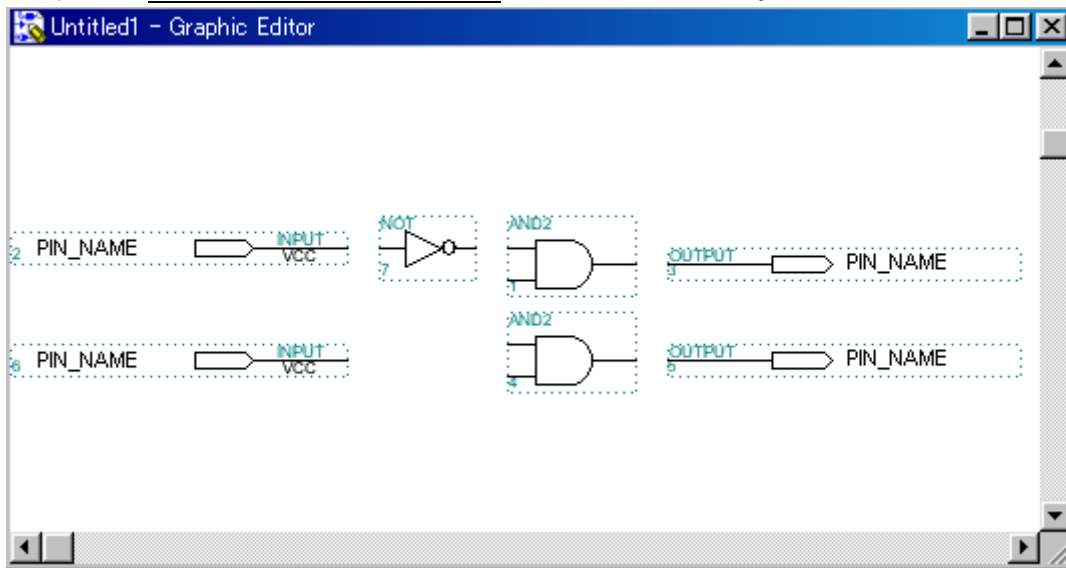 Untitled1 - Graphic Editor
NOT AND2
2 PIN_NAME INPUT VCC 7 1 OUTPUT 3 PIN_NAME
AND2
6 PIN_NAME INPUT VCC 4 OUTPUT 5 PIN_NAME